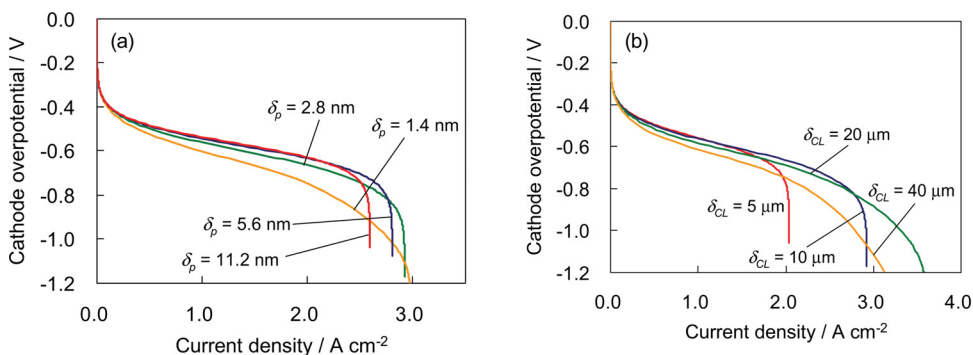 (a)
Cathode overpotential / V
0.0
-0.2
-0.4
-0.6
-0.8
-1.0
-1.2
δp = 2.8 nm
δp = 1.4 nm
δp = 5.6 nm
δp = 11.2 nm
0.0 1.0 2.0 3.0
Current density / A cm-2
(b)
Cathode overpotential / V
0.0
-0.2
-0.4
-0.6
-0.8
-1.0
-1.2
δCL = 20 μm
δCL = 40 μm
δCL = 5 μm
δCL = 10 μm
0.0 1.0 2.0 3.0 4.0
Current density / A cm-2